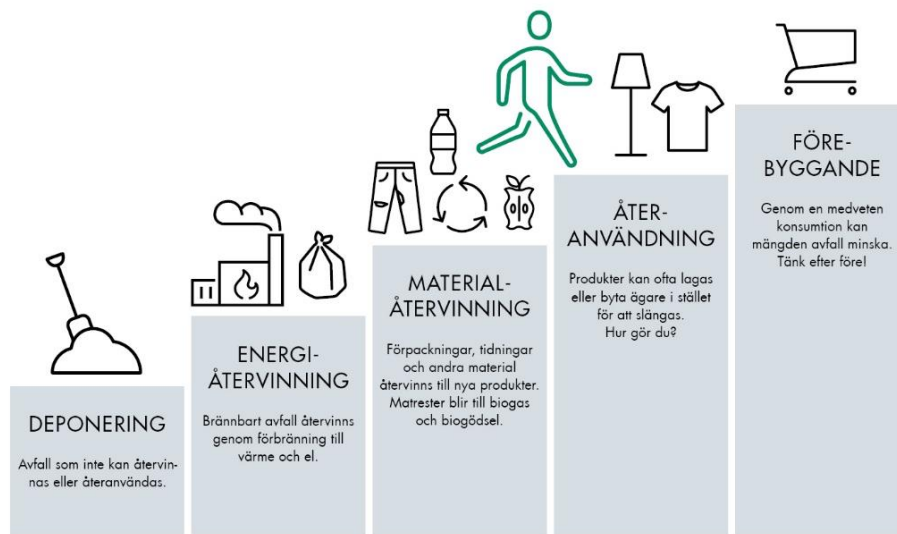 DEPONERING
Avfall som inte kan återvin-
nas eller återanvändas.
ENERGI-
ÅTERVINNING
Brännbart avfall återvinns
genom förbränning till
värme och el.
MATERIAL-
ÅTERVINNING
Förpackningar, tidningar
och andra material
återvinns till nya produkter.
Matrester blir till biogas
och biogödsel.
ÅTER-
ANVÄNDNING
Produkter kan ofta lagas
eller byta ägare i stället
för att slängas.
Hur gör du?
FÖRE-
BYGGANDE
Genom en medveten
konsumtion kan
mängden avfall minska.
Tänk efter före!